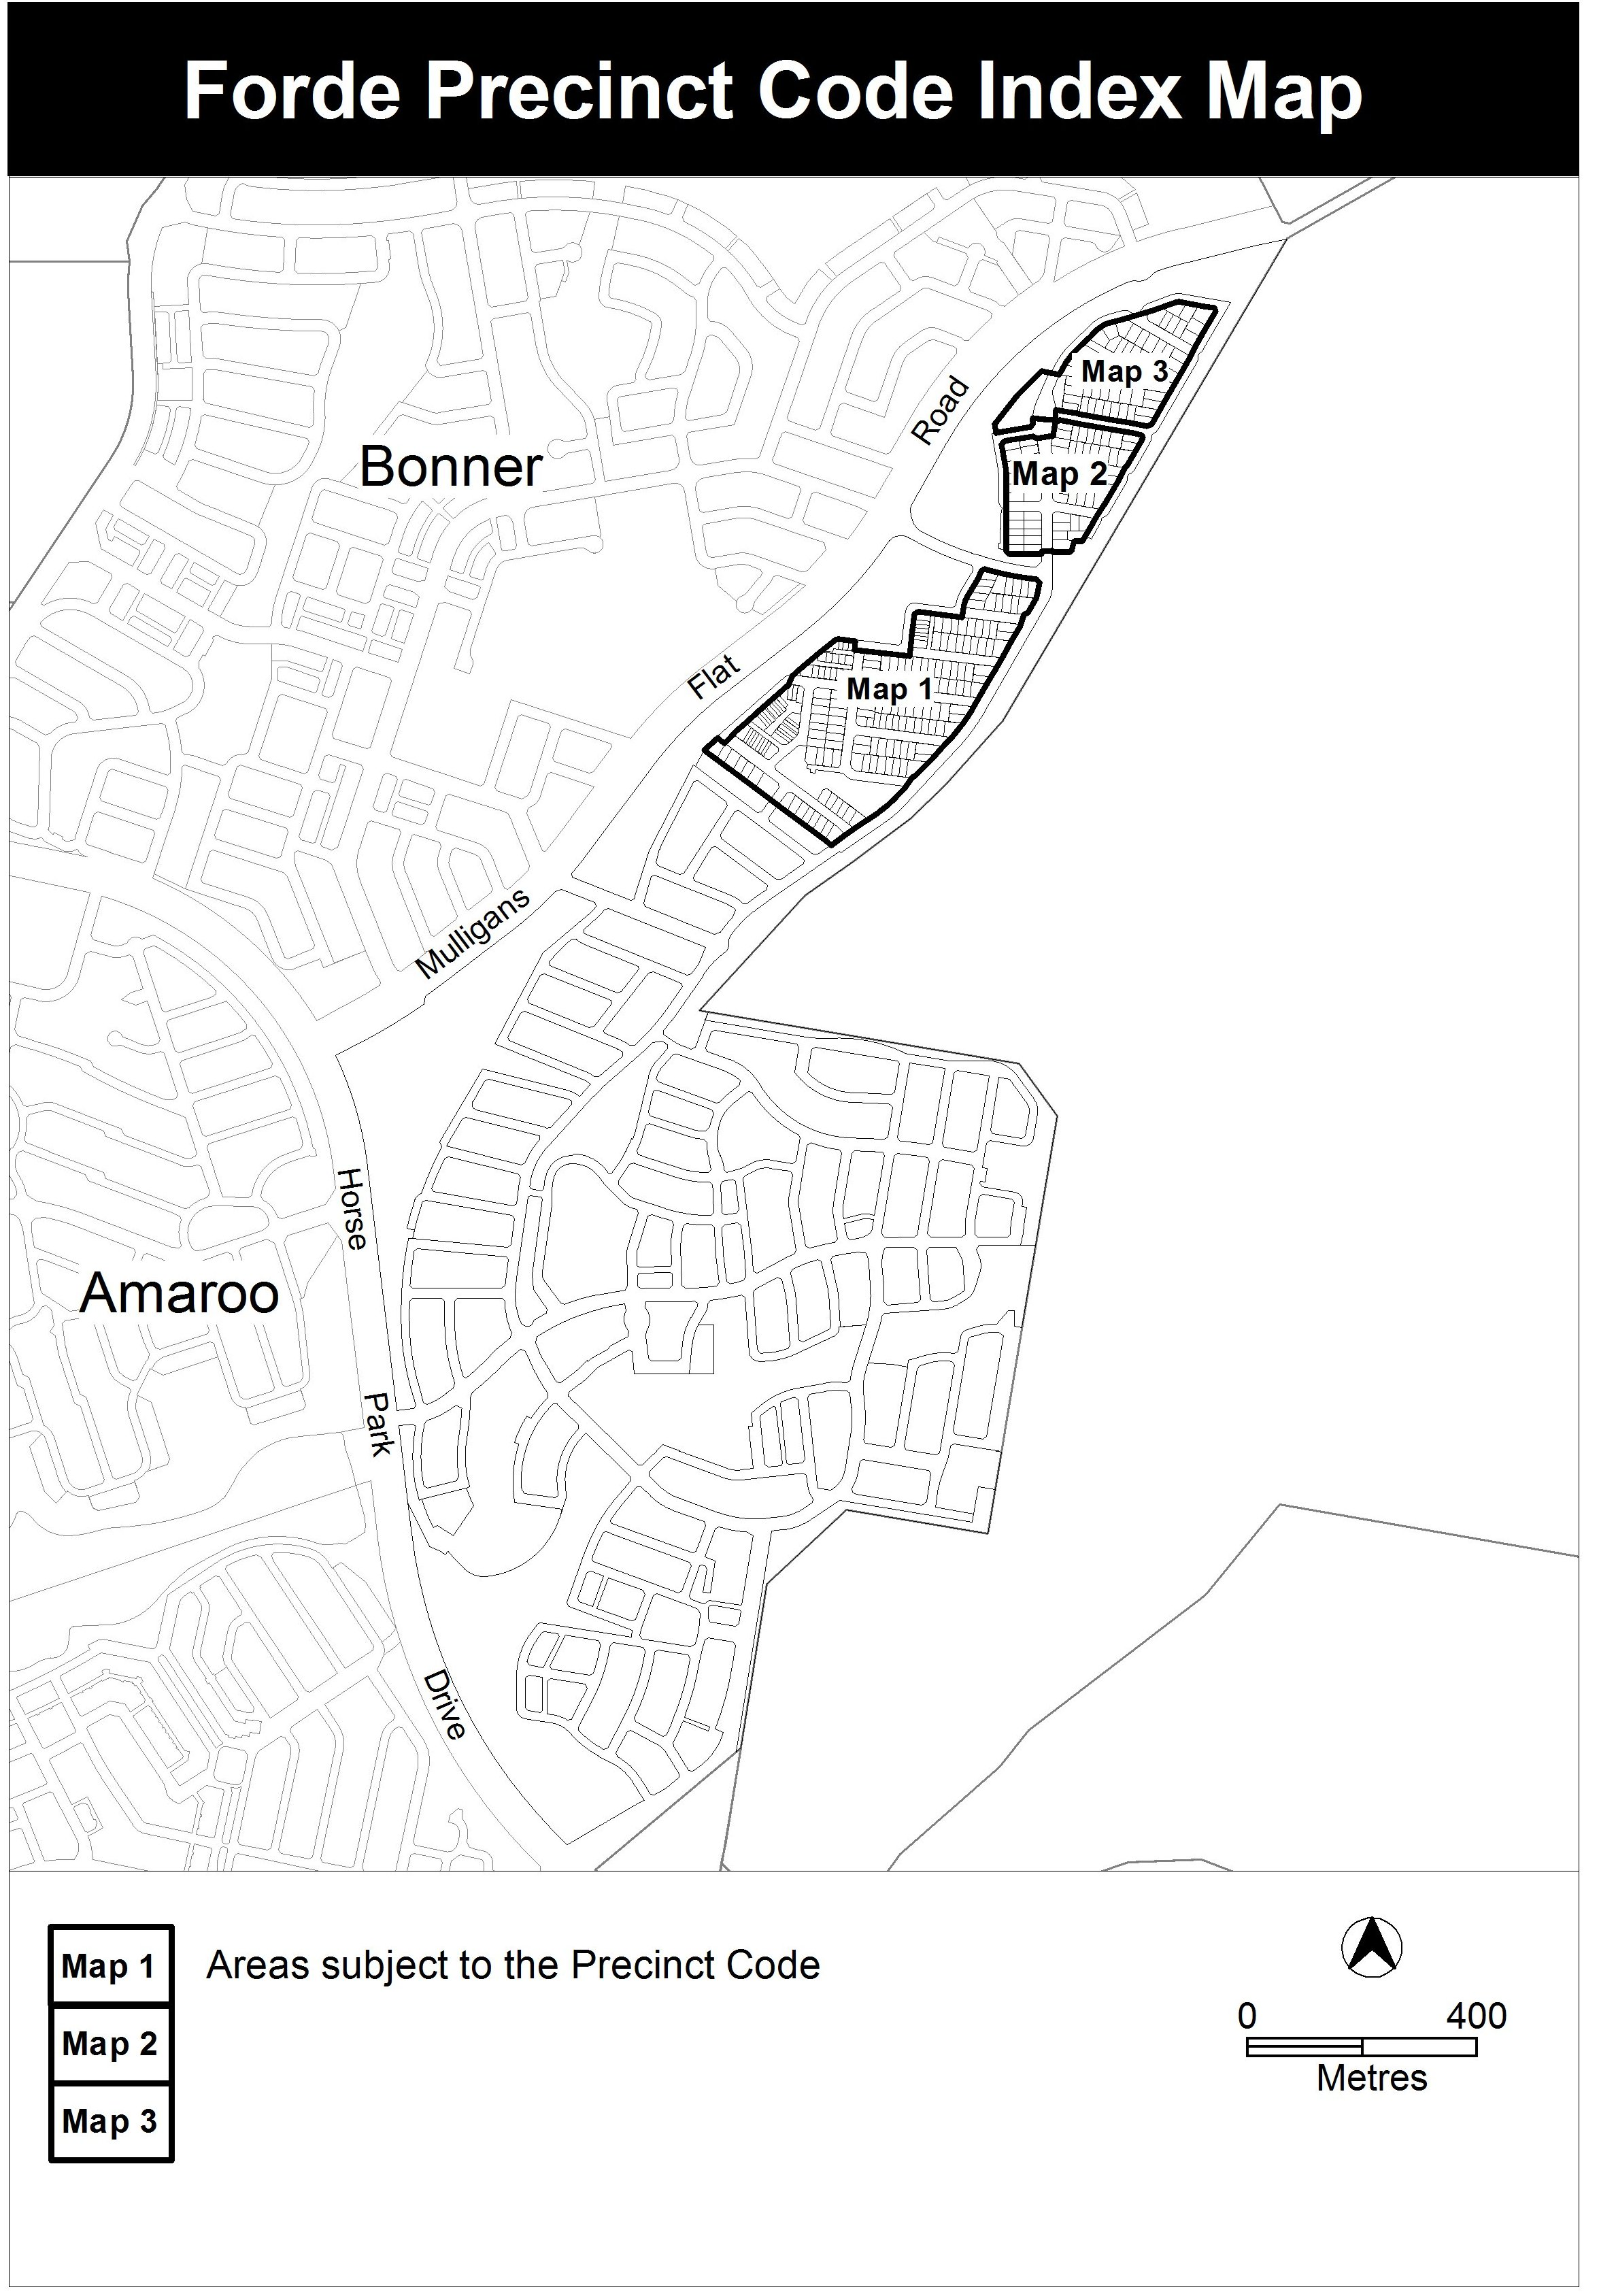 Forde Precinct Code Index Map
Map 3
Road
Bonner
Map 2
Flat
Map 1
Mulligans
Horse
Amaroo
Park
Drive
Map 1 Areas subject to the Precinct Code
Map 2
Map 3
0 400
Metres